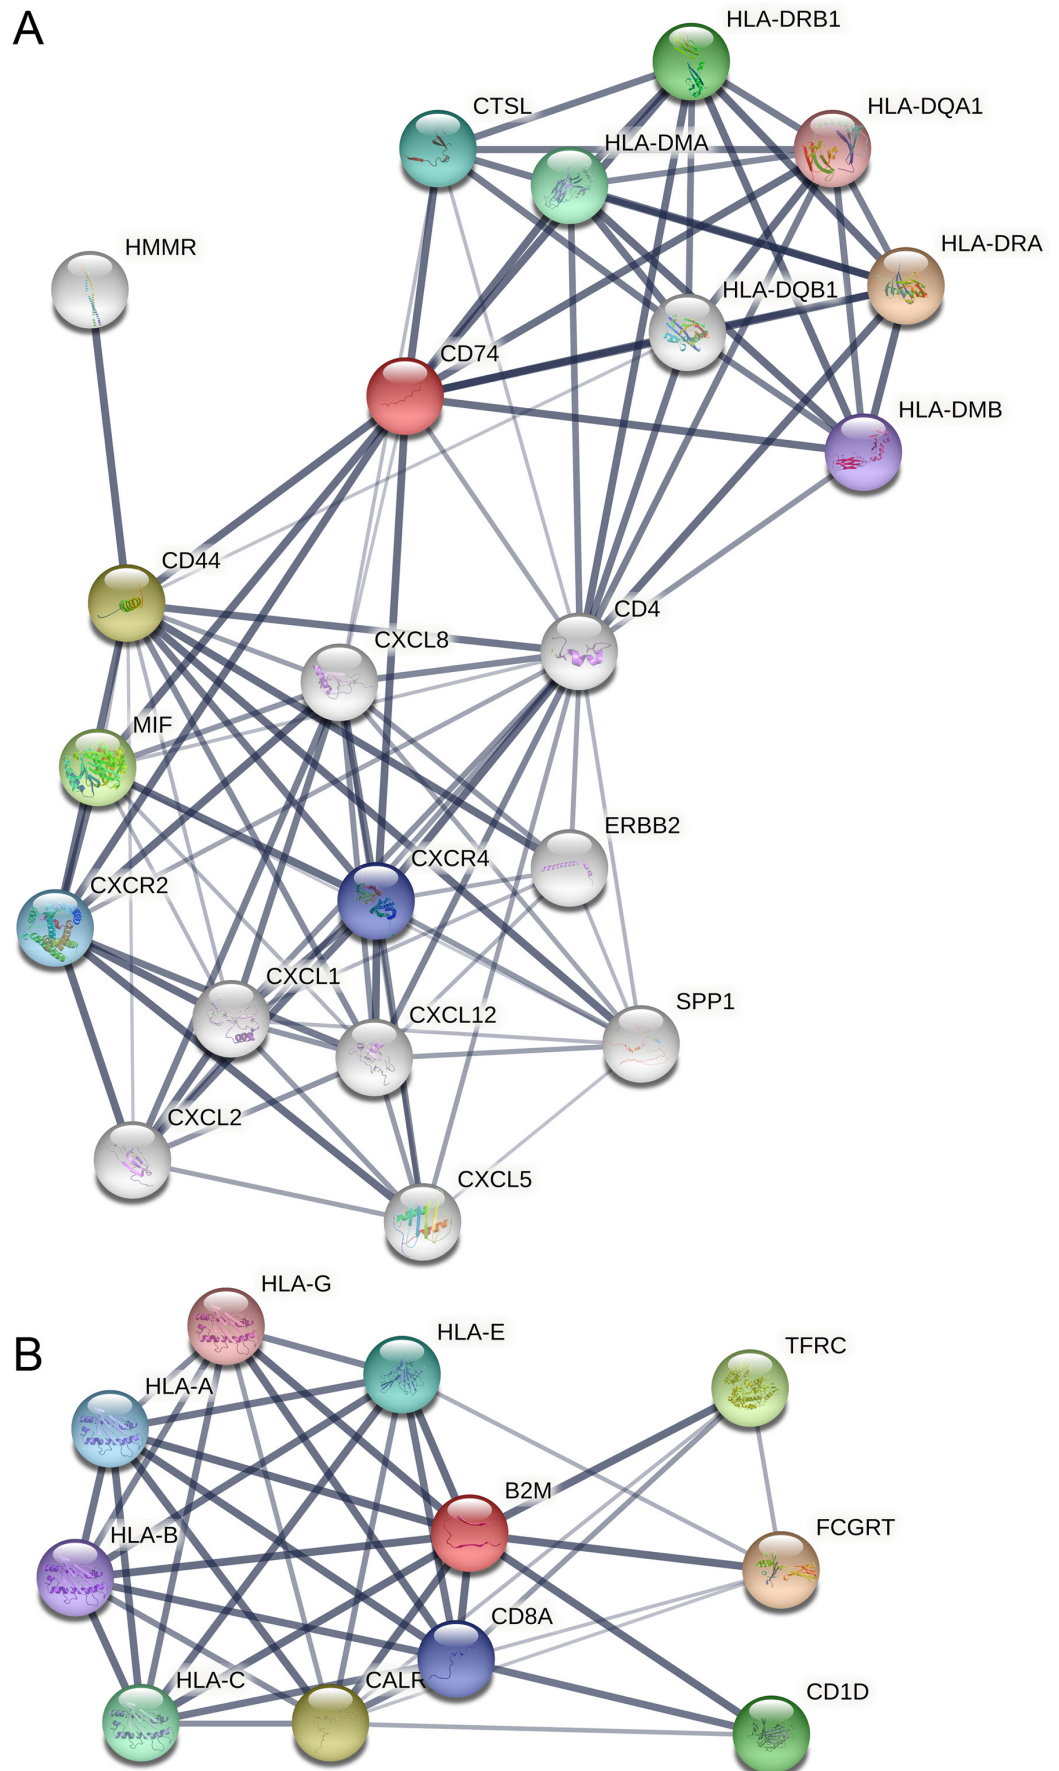 A
HLA-DRB1
CTSL
HLA-DQA1
HLA-DMA
HMMR
HLA-DRA
HLA-DQB1
CD74
HLA-DMB
CD44
CD4
CXCL8
MIF
ERBB2
CXCR4
CXCR2
CXCL1
SPP1
CXCL12
CXCL2
CXCL5
HLA-G
B
HLA-E
TFRC
HLA-A
B2M
FCGRT
HLA-B
CD8A
HLA-C
CALR
CD1D